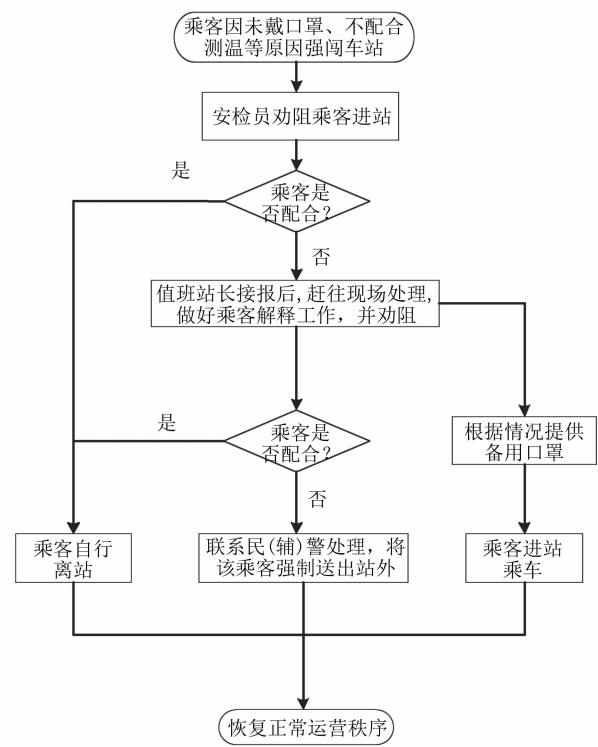 乘客因未戴口罩、不配合
测温等原因强闯车站
安检员劝阻乘客进站
是
乘客是
否配合？
否
值班站长接报后,赶往现场处理,
做好乘客解释工作，并劝阻
是
乘客是
否配合？
根据情况提供
备用口罩
否
乘客自行
离站
联系民(辅)警处理，将
该乘客强制送出站外
乘客进站
乘车
恢复正常运营秩序